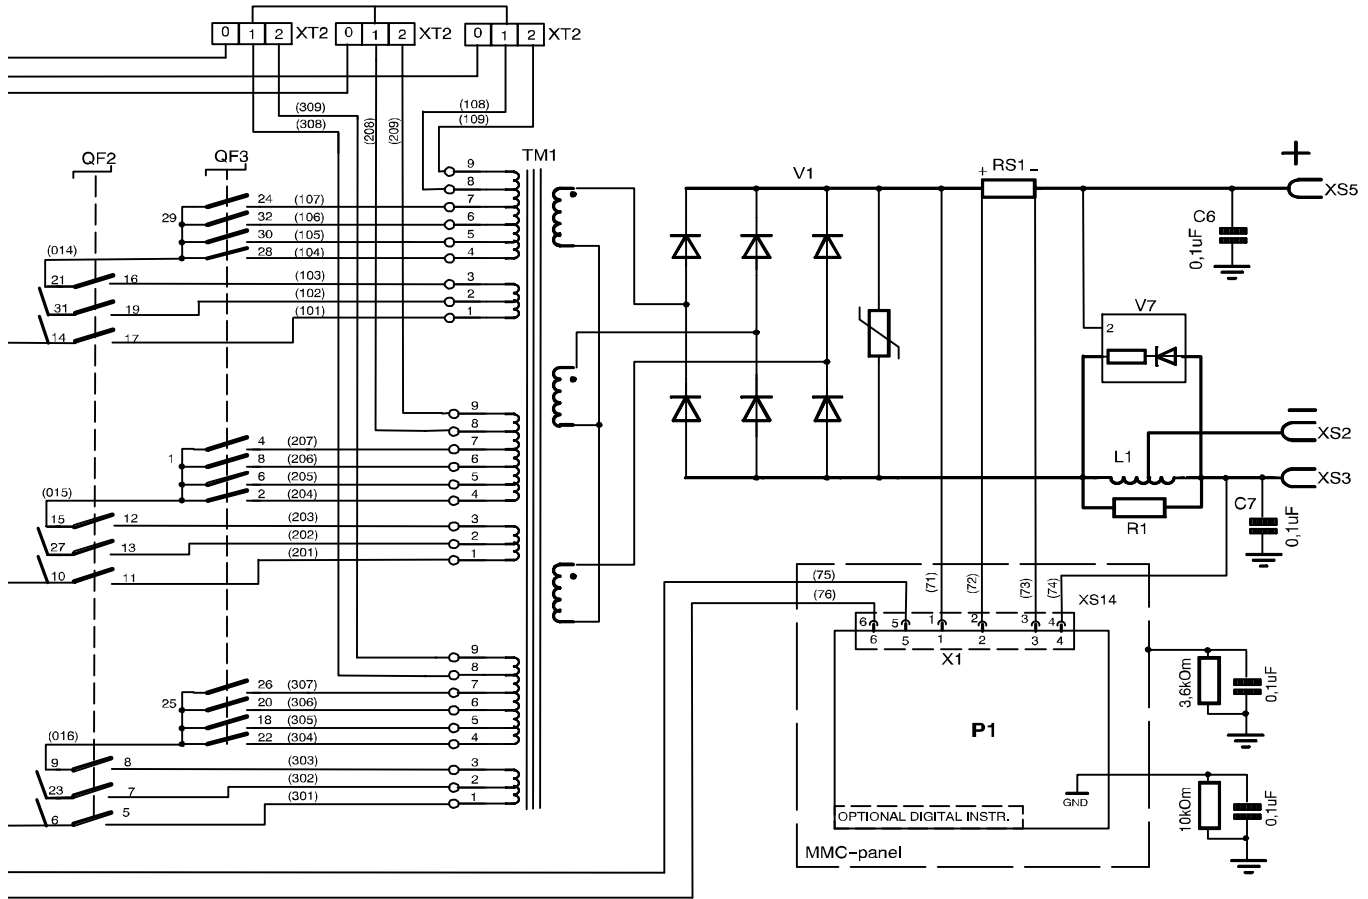 0 1 2 XT2 0 1 2 XT2 0 1 2 XT2
(309) (108)
(308) (208) (209) (109)
QF2 QF3 TM1 V1 + RS1 - +
9
8 XS5
24 (107) 7
29 32 (106) 6 C6
30 (105) 5 0,1uF
(014) 28 (104) 4
21 16 (103) 3
(102) 2
31 19 (101) 1 V7
2
14 17
9
8 XS2
4 (207) 7
1 8 (206) 6 L1
6 (205) 5 XS3
(015) 2 (204) 4
15 12 (203) 3 C7
(202) 2 R1 0,1uF
27 13 (201) 1
10 11
(75) (71) (72) (73) (74)
(76) XS14
6 5 1 2 3 4
6 5 1 2 3 4
X1
9
8
26 (307) 7 3,6kOm 0,1uF
25 20 (306) 6
18 (305) 5
(016) 22 (304) 4 P1
9 8 (303) 3
(302) 2
23 7 (301) 1 GND
6 5 10kOm 0,1uF
OPTIONAL DIGITAL INSTR.
MMC-panel